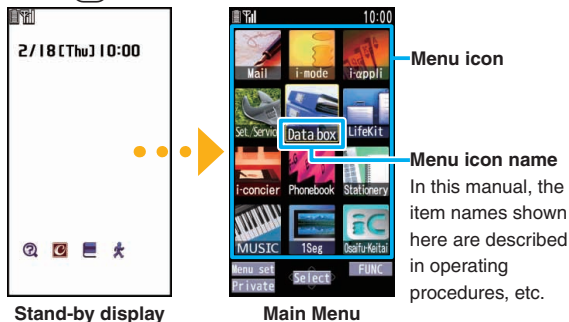 2/18[Thu]10:00
Stand-by display
10:00
Mail i-mode i-αppli
Set./Service Data box LifeKit
i-concier Phonebook Stationery
MUSIC 1Seg Osaifu-Keitai
Menu set Select FUNC
Private
Main Menu
Menu icon
Menu icon name
In this manual, the
item names shown
here are described
in operating
procedures, etc.